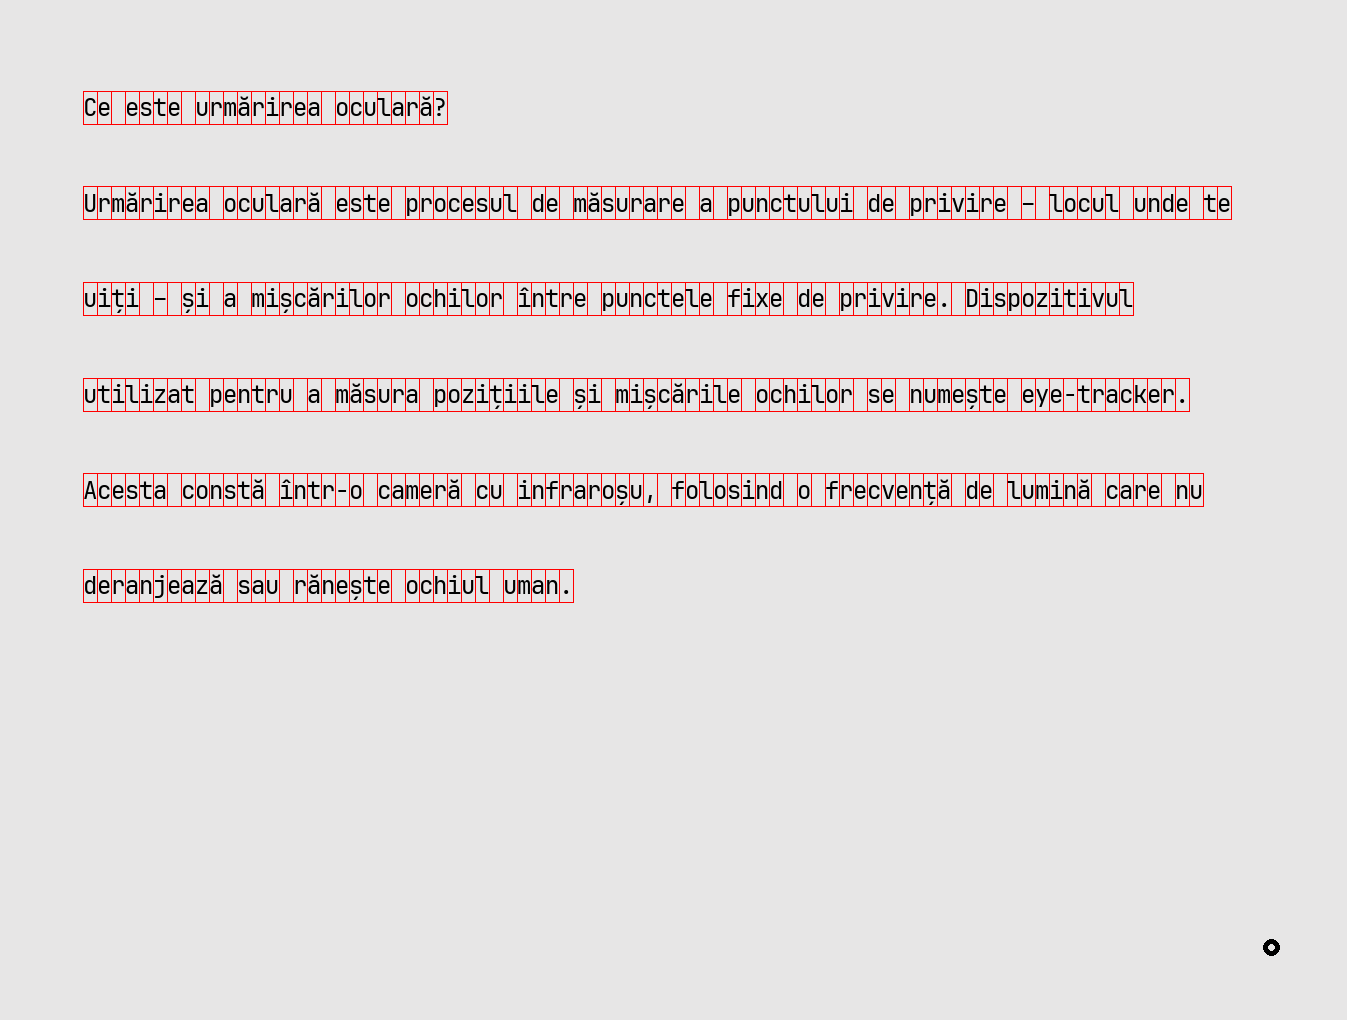 Ce este urmărirea oculară?
Urmărirea oculară este procesul de măsurare a punctului de privire – locul unde te
uiți – și a mișcărilor ochilor între punctele fixe de privire. Dispozitivul
utilizat pentru a măsura pozițiile și mișcările ochilor se numește eye-tracker.
Acesta constă într-o cameră cu infraroșu, folosind o frecvență de lumină care nu
deranjează sau rănește ochiul uman.